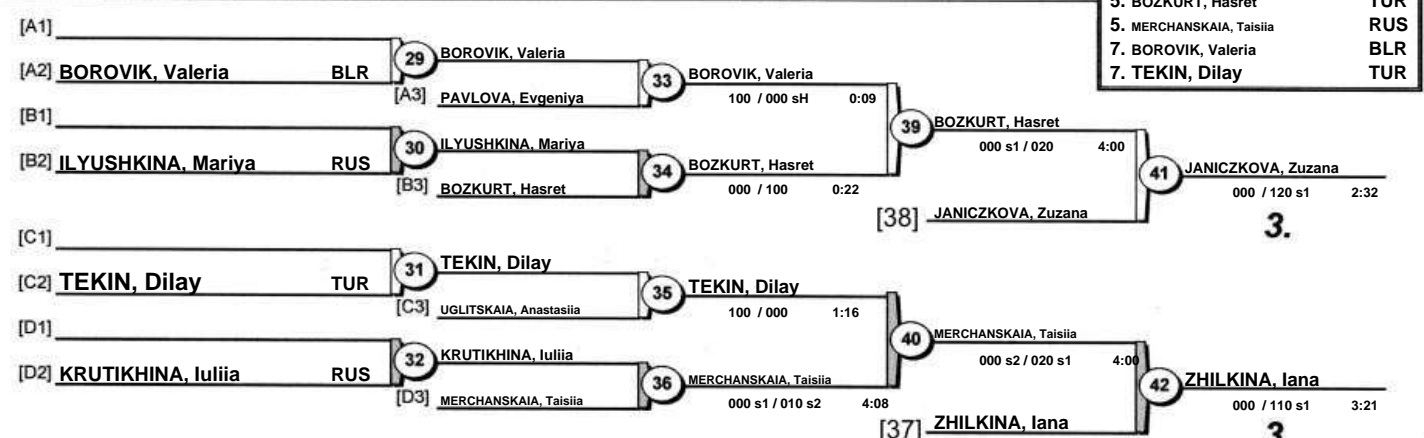 5. BOZKURT, Hasret TUR
5. MERCHANSKAIA, Taisiia RUS
7. BOROVIK, Valeria BLR
7. TEKIN, Dilay TUR
[A1]
[A2] BOROVIK, Valeria BLR
29
BOROVIK, Valeria
[A3] PAVLOVA, Evgeniya
33
BOROVIK, Valeria
100 / 000 sH 0:09
[B1]
[B2] ILYUSHKINA, Mariya RUS
30
ILYUSHKINA, Mariya
[B3] BOZKURT, Hasret
34
BOZKURT, Hasret
000 / 100 0:22
39
BOZKURT, Hasret
000 s1 / 020 4:00
[38] JANICZKOVA, Zuzana
41
JANICZKOVA, Zuzana
000 / 120 s1 2:32
3.
[C1]
[C2] TEKIN, Dilay TUR
31
TEKIN, Dilay
[C3] UGLITSKAIA, Anastasiia
35
TEKIN, Dilay
100 / 000 1:16
[D1]
[D2] KRUTIKHINA, Iuliia RUS
32
KRUTIKHINA, Iuliia
[D3] MERCHANSKAIA, Taisiia
36
MERCHANSKAIA, Taisiia
000 s1 / 010 s2 4:08
40
MERCHANSKAIA, Taisiia
000 s2 / 020 s1 4:00
[37] ZHILKINA, Iana
42
ZHILKINA, Iana
000 / 110 s1 3:21
3.